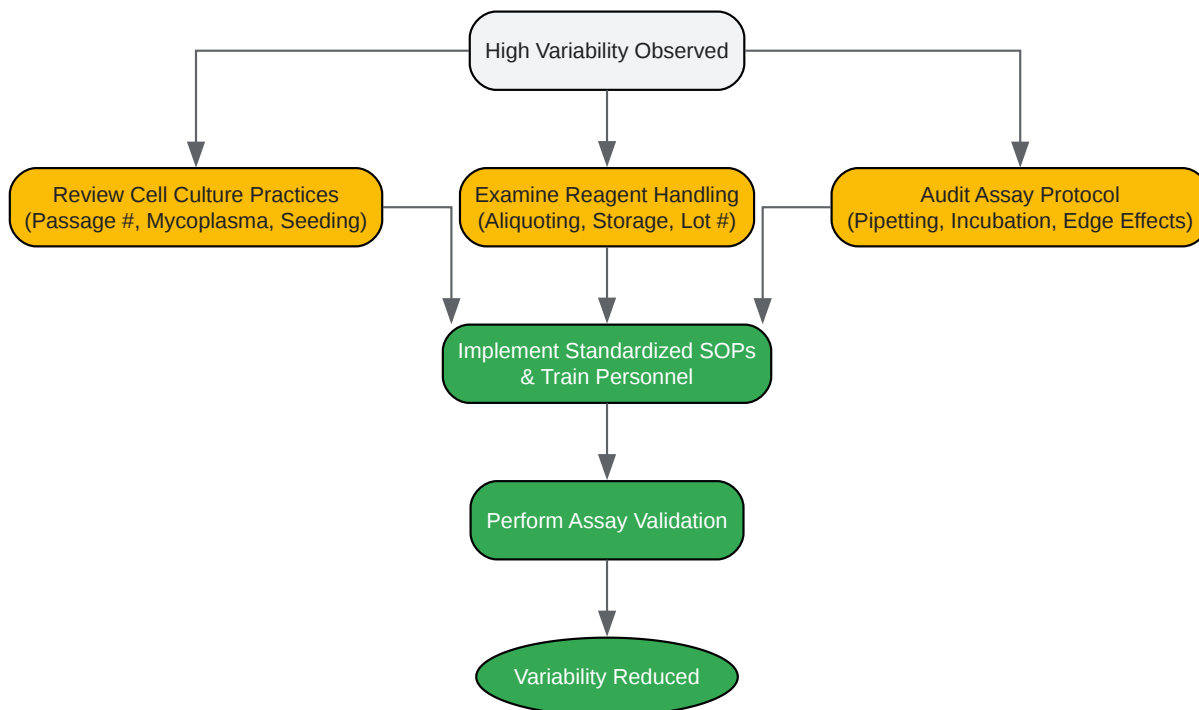 High Variability Observed
Review Cell Culture Practices
(Passage #, Mycoplasma, Seeding)
Examine Reagent Handling
(Aliquoting, Storage, Lot #)
Audit Assay Protocol
(Pipetting, Incubation, Edge Effects)
Implement Standardized SOPs
& Train Personnel
Perform Assay Validation
Variability Reduced